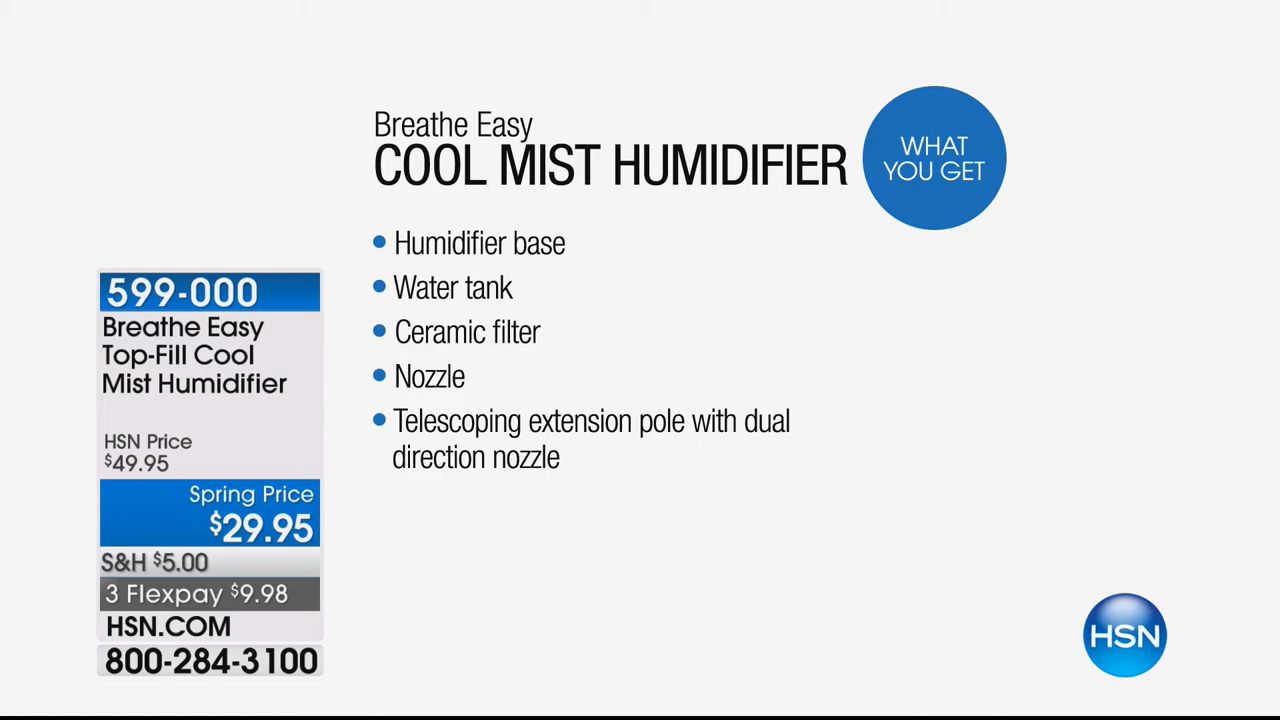 Breathe Easy
COOL MIST HUMIDIFIER
WHAT
YOU GET
• Humidifier base
• Water tank
• Ceramic filter
• Nozzle
• Telescoping extension pole with dual
direction nozzle
599-000
Breathe Easy
Top-Fill Cool
Mist Humidifier
HSN Price
$49.95
Spring Price
$29.95
S&H $5.00
3 Flexpay $9.98
HSN.COM
800-284-3100
HSN